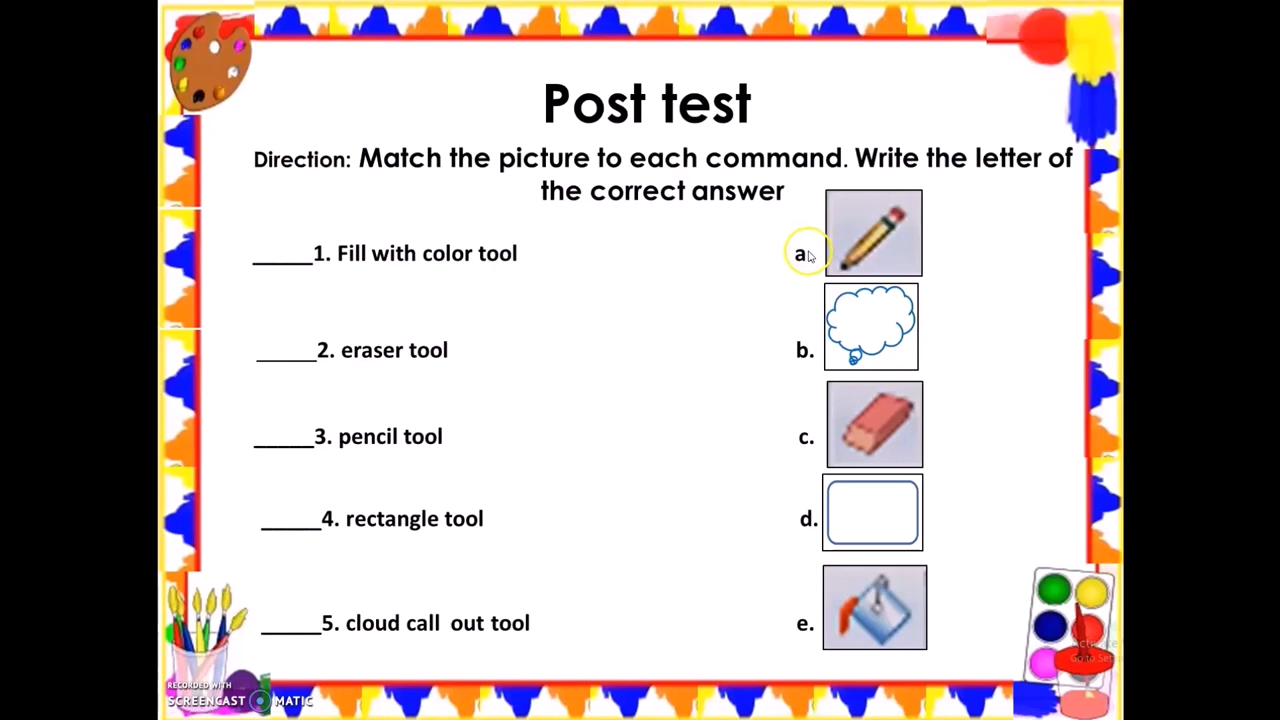 Post test
Direction: Match the picture to each command. Write the letter of
the correct answer
_____1. Fill with color tool
a.
b.
_____2. eraser tool
_____3. pencil tool
c.
_____4. rectangle tool
d.
_____5. cloud call out tool
e.
RECORDED WITH
SCREENCAST MATIC